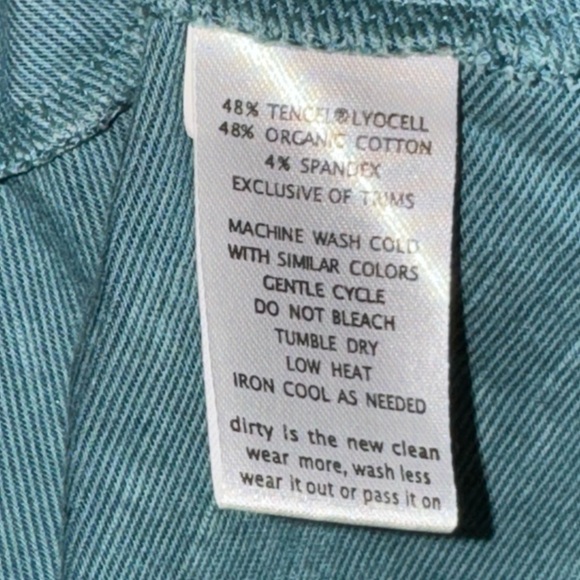 48% TENCEL®LYOCELL
48% ORGANIC COTTON
4% SPANDEX
EXCLUSIVE OF TRIMS
MACHINE WASH COLD
WITH SIMILAR COLORS
GENTLE CYCLE
DO NOT BLEACH
TUMBLE DRY
LOW HEAT
IRON COOL AS NEEDED
dirty is the new clean
wear more, wash less
wear it out or pass it on